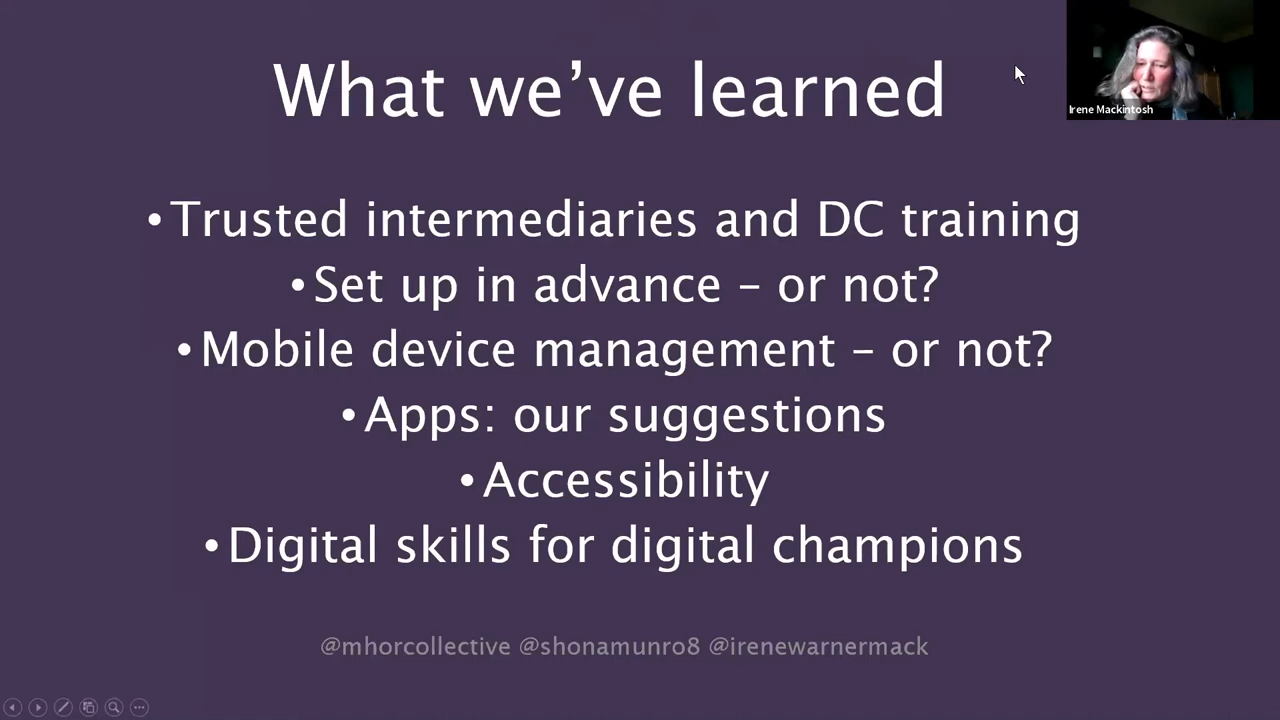 What we’ve learned
Irene Mackintosh
•Trusted intermediaries and DC training
•Set up in advance – or not?
•Mobile device management – or not?
•Apps: our suggestions
•Accessibility
•Digital skills for digital champions
@mhorcollective @shonamunro8 @irenewarnermack